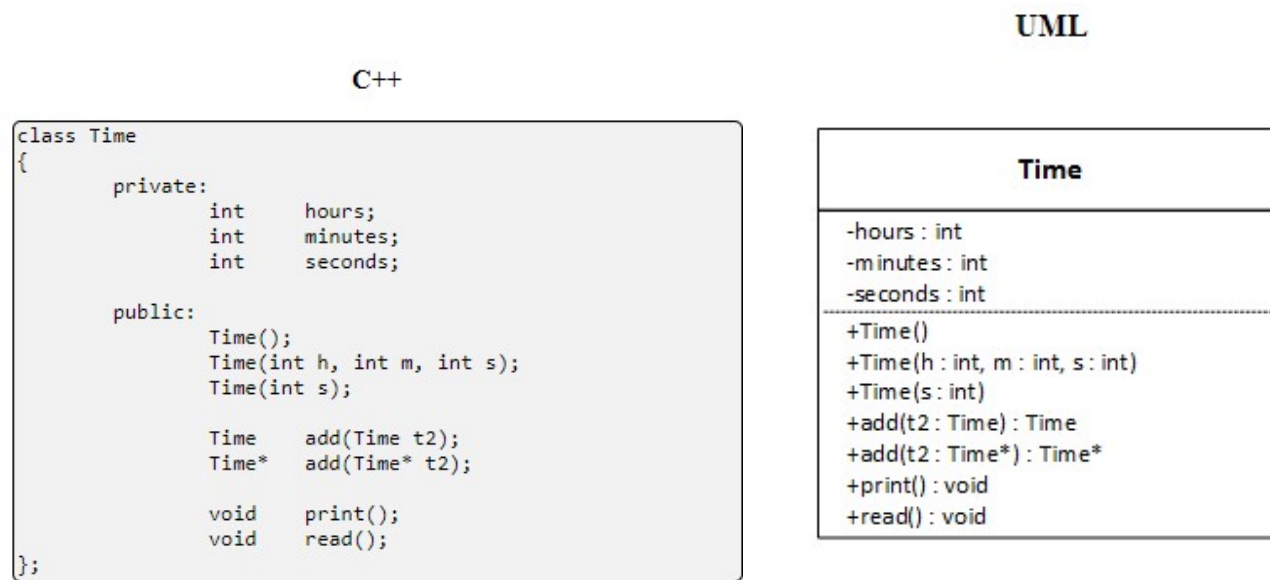 UML
C++
class Time
{
private:
int hours;
int minutes;
int seconds;
public:
Time();
Time(int h, int m, int s);
Time(int s);
Time add(Time t2);
Time* add(Time* t2);
void print();
void read();
};
Time
-hours : int
-minutes : int
-seconds : int
+Time()
+Time(h : int, m : int, s : int)
+Time(s : int)
+add(t2 : Time) : Time
+add(t2 : Time*) : Time*
+print() : void
+read() : void